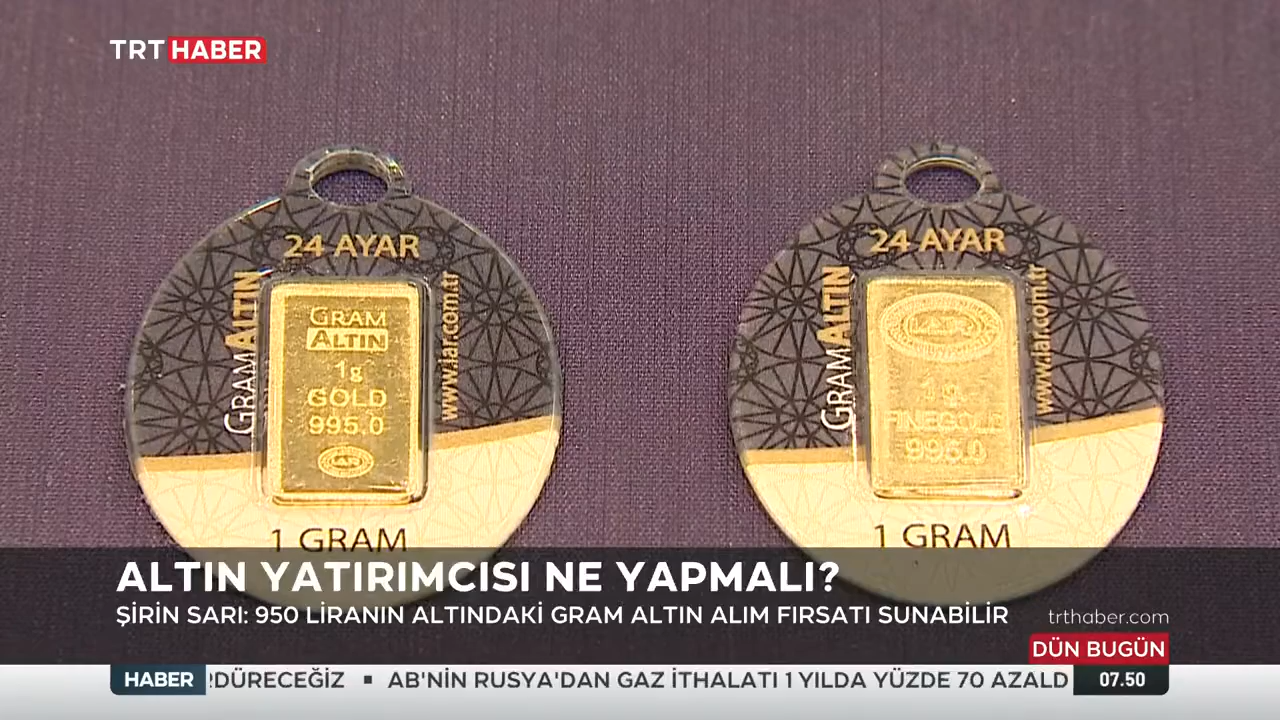 TRT HABER
24 AYAR
GRAM ALTIN
GRAM
ALTIN
1g
GOLD
995.0
IAR
www.iar.com.tr
1 GRAM
24 AYAR
GRAM ALTIN
IAR
1g
FINEGOLD
995.0
www.iar.com.tr
1 GRAM
ALTIN YATIRIMCISI NE YAPMALI?
ŞİRİN SARI: 950 LİRANIN ALTINDAKİ GRAM ALTIN ALIM FIRSATI SUNABİLİR
trthaber.com
DÜN BUGÜN
HABER DÜRECEĞİZ ▪ AB'NİN RUSYA'DAN GAZ İTHALATI 1 YILDA YÜZDE 70 AZALD 07.50